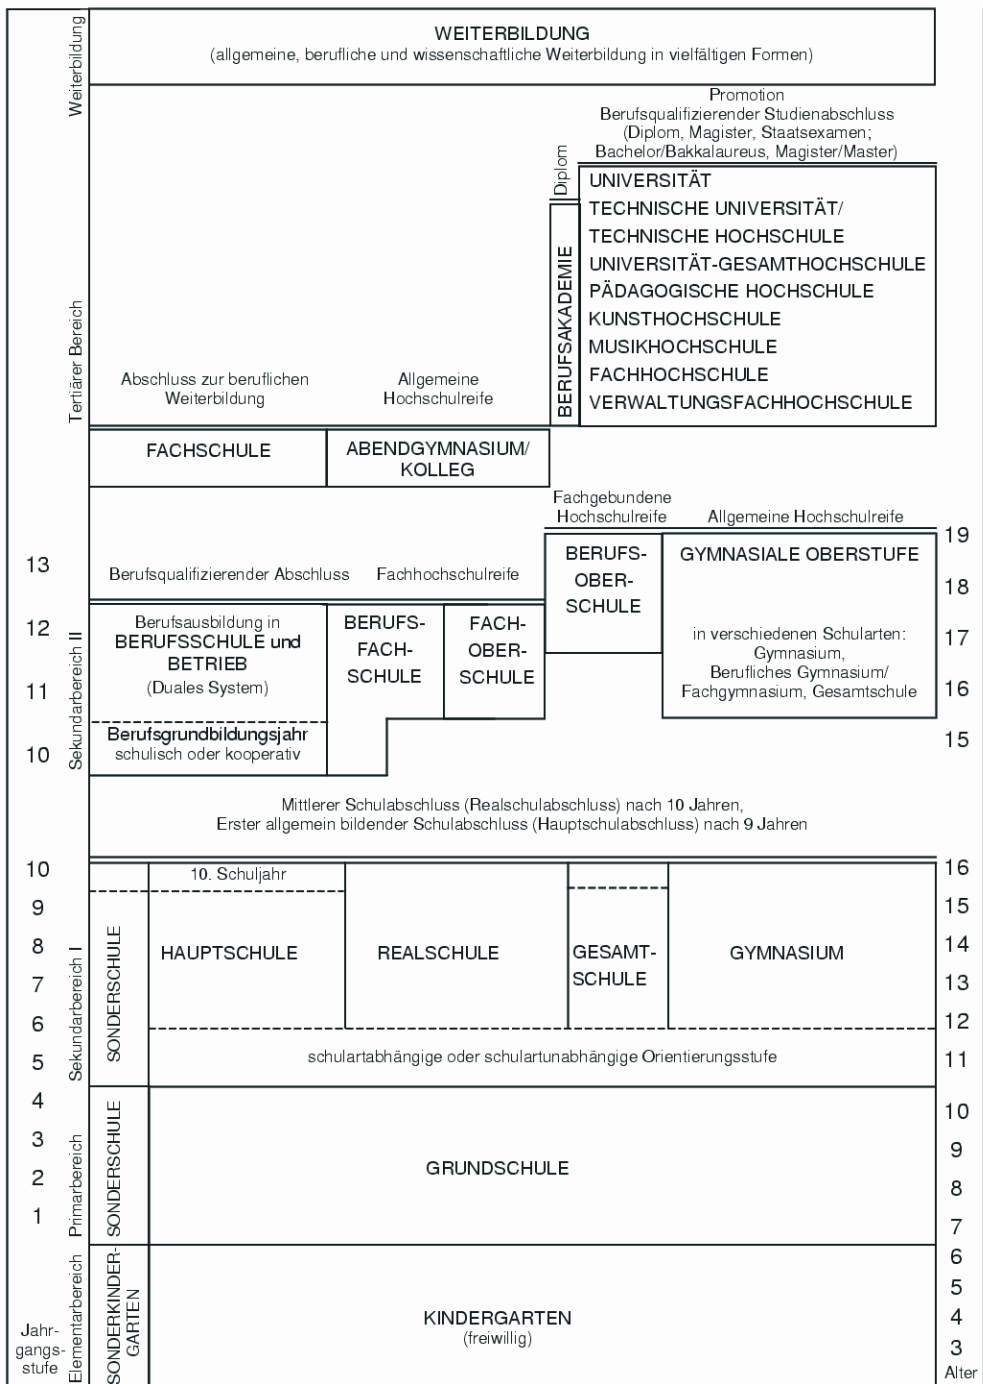 Weiterbildung
WEITERBILDUNG
(allgemeine, berufliche und wissenschaftliche Weiterbildung in vielfältigen Formen)
Promotion
Berufsqualifizierender Studienabschluss
(Diplom, Magister, Staatsexamen;
Bachelor/Bakkalaureus, Magister/Master)
Tertiärer Bereich
Diplom
BERUFSAKADEMIE
UNIVERSITÄT
TECHNISCHE UNIVERSITÄT/
TECHNISCHE HOCHSCHULE
UNIVERSITÄT-GESAMTHOCHSCHULE
PÄDAGOGISCHE HOCHSCHULE
KUNSTHOCHSCHULE
MUSIKHOCHSCHULE
FACHHOCHSCHULE
VERWALTUNGSFACHHOCHSCHULE
Abschluss zur beruflichen
Weiterbildung
Allgemeine
Hochschulreife
FACHSCHULE
ABENDGYMNASIUM/
KOLLEG
Fachgebundene
Hochschulreife
Allgemeine Hochschulreife
13
12
11
10
Sekundarbereich II
Berufsqualifizierender Abschluss
Fachhochschulreife
Berufsausbildung in
BERUFSSCHULE und
BETRIEB
(Duales System)
Berufsgrundbildungsjahr
schulisch oder kooperativ
BERUFS-
FACH-
SCHULE
FACH-
OBER-
SCHULE
BERUFS-
OBER-
SCHULE
GYMNASIALE OBERSTUFE
in verschiedenen Schularten:
Gymnasium,
Berufliches Gymnasium/
Fachgymnasium, Gesamtschule
19
18
17
16
15
Mittlerer Schulabschluss (Realschulabschluss) nach 10 Jahren,
Erster allgemein bildender Schulabschluss (Hauptschulabschluss) nach 9 Jahren
10
9
8
7
6
5
Sekundarbereich I
SONDERSCHULE
10. Schuljahr
HAUPTSCHULE
REALSCHULE
GESAMT-
SCHULE
GYMNASIUM
schulartabhängige oder schulartunabhängige Orientierungsstufe
16
15
14
13
12
11
4
3
2
1
Primarbereich
SONDERSCHULE
GRUNDSCHULE
10
9
8
7
Jahr-
gangs-
stufe
Elementarbereich
SONDERKINDER-
GARTEN
KINDERGARTEN
(freiwillig)
6
5
4
3
Alter